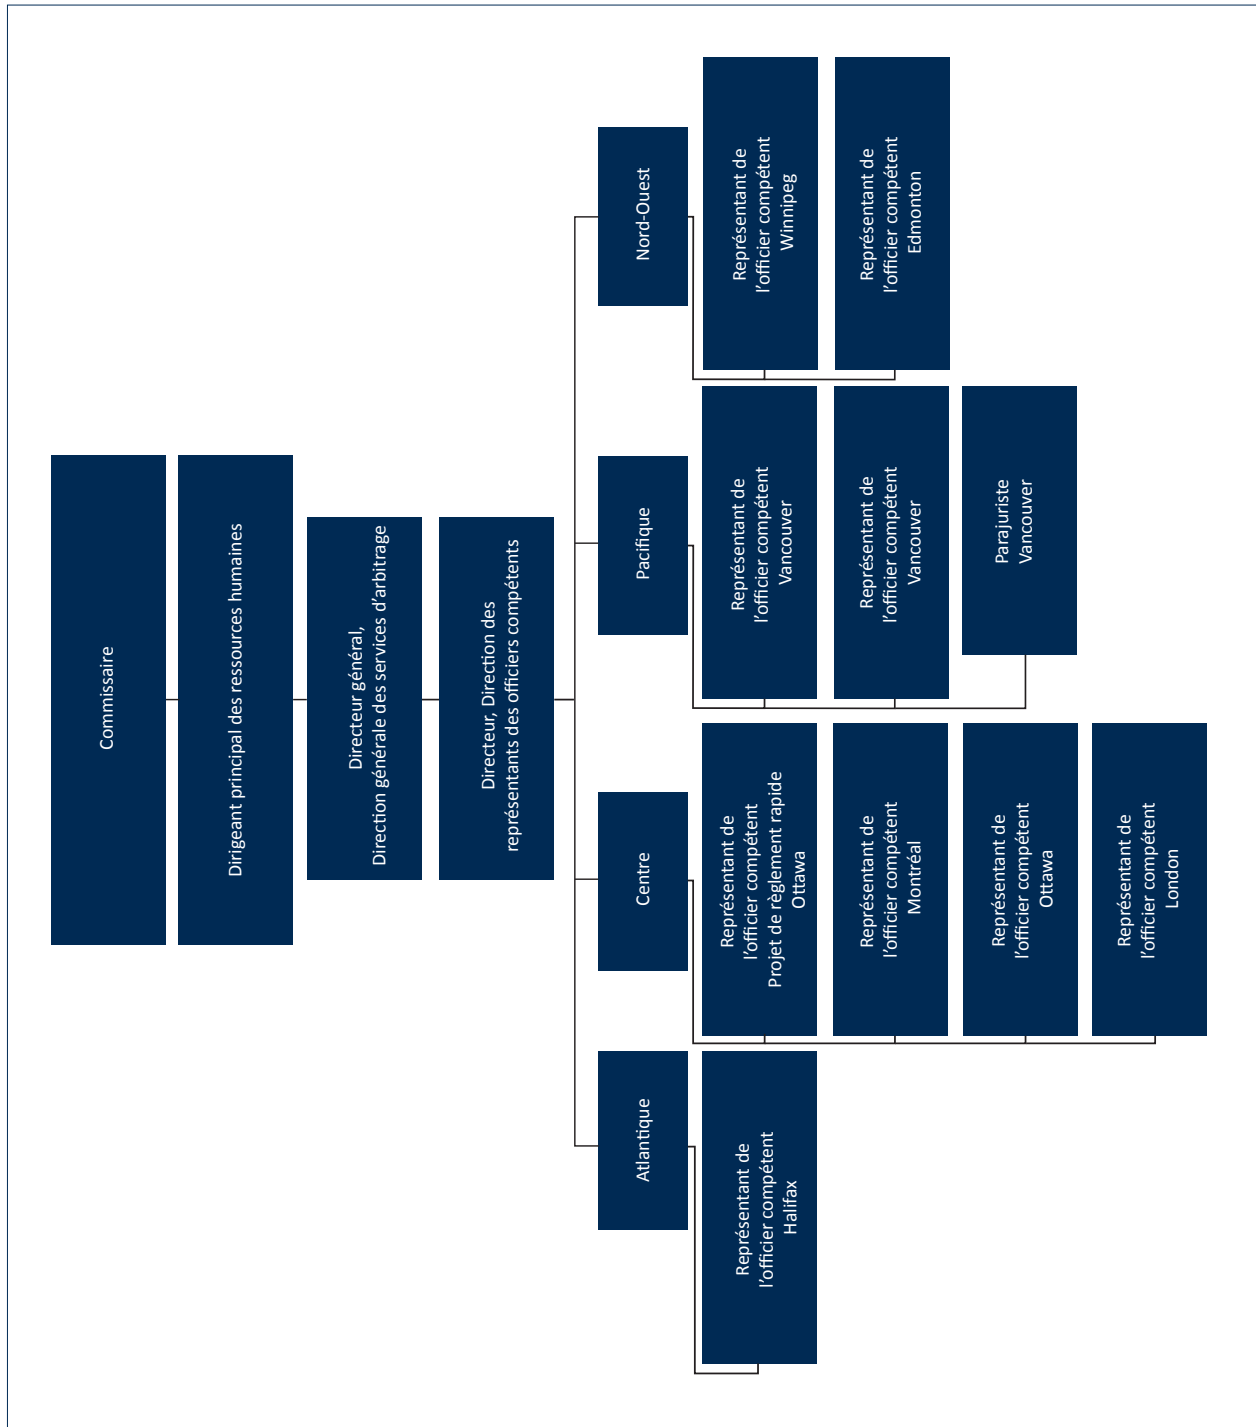 Commissaire
Dirigeant principal des ressources humaines
Directeur général,
Direction générale des services d’arbitrage
Directeur, Direction des
représentants des officiers compétents
Atlantique
Représentant de
l’officier compétent
Halifax
Centre
Représentant de
l’officier compétent
Projet de règlement rapide
Ottawa
Représentant de
l’officier compétent
Montréal
Représentant de
l’officier compétent
Ottawa
Représentant de
l’officier compétent
London
Pacifique
Représentant de
l’officier compétent
Vancouver
Représentant de
l’officier compétent
Vancouver
Parajuriste
Vancouver
Nord-Ouest
Représentant de
l’officier compétent
Winnipeg
Représentant de
l’officier compétent
Edmonton